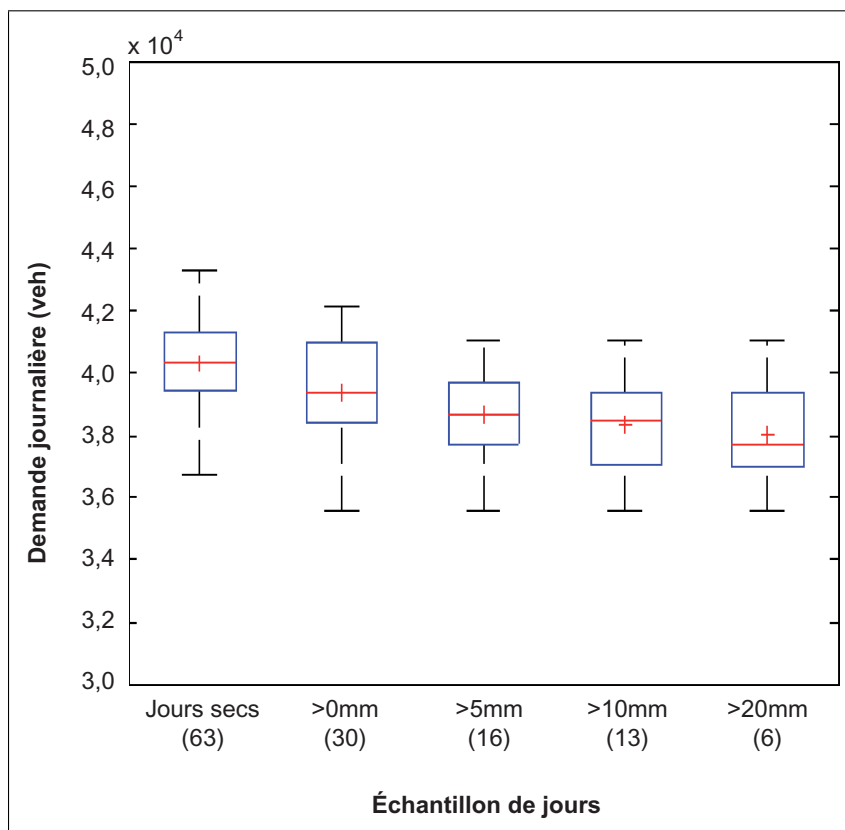 x 10⁴
5,0
4,8
4,6
4,4
4,2
4,0
3,8
3,6
3,4
3,2
3,0
Demande journalière (veh)
Jours secs >0mm >5mm >10mm >20mm
(63) (30) (16) (13) (6)
Échantillon de jours